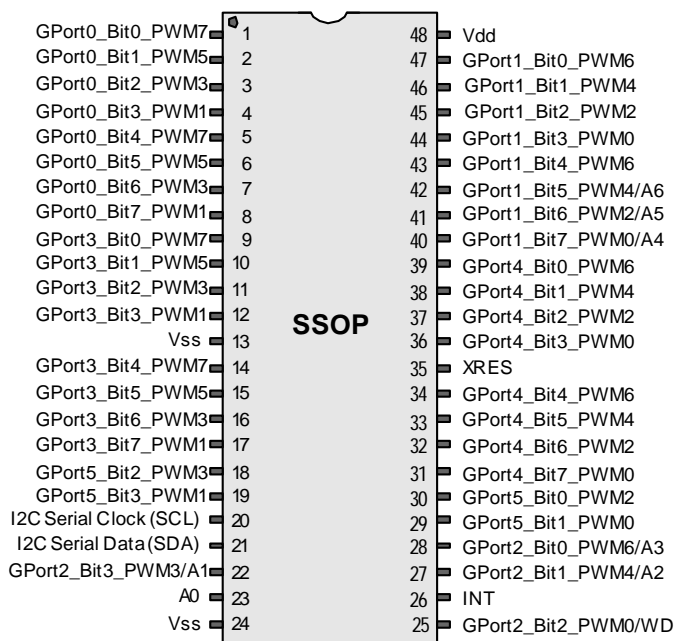 GPort0_Bit0_PWM7 1 48 Vdd
GPort0_Bit1_PWM5 2 47 GPort1_Bit0_PWM6
GPort0_Bit2_PWM3 3 46 GPort1_Bit1_PWM4
GPort0_Bit3_PWM1 4 45 GPort1_Bit2_PWM2
GPort0_Bit4_PWM7 5 44 GPort1_Bit3_PWM0
GPort0_Bit5_PWM5 6 43 GPort1_Bit4_PWM6
GPort0_Bit6_PWM3 7 42 GPort1_Bit5_PWM4/A6
GPort0_Bit7_PWM1 8 41 GPort1_Bit6_PWM2/A5
GPort3_Bit0_PWM7 9 40 GPort1_Bit7_PWM0/A4
GPort3_Bit1_PWM5 10 39 GPort4_Bit0_PWM6
GPort3_Bit2_PWM3 11 38 GPort4_Bit1_PWM4
GPort3_Bit3_PWM1 12 SSOP 37 GPort4_Bit2_PWM2
Vss 13 36 GPort4_Bit3_PWM0
GPort3_Bit4_PWM7 14 35 XRES
GPort3_Bit5_PWM5 15 34 GPort4_Bit4_PWM6
GPort3_Bit6_PWM3 16 33 GPort4_Bit5_PWM4
GPort3_Bit7_PWM1 17 32 GPort4_Bit6_PWM2
GPort5_Bit2_PWM3 18 31 GPort4_Bit7_PWM0
GPort5_Bit3_PWM1 19 30 GPort5_Bit0_PWM2
I2C Serial Clock (SCL) 20 29 GPort5_Bit1_PWM0
I2C Serial Data (SDA) 21 28 GPort2_Bit0_PWM6/A3
GPort2_Bit3_PWM3/A1 22 27 GPort2_Bit1_PWM4/A2
A0 23 26 INT
Vss 24 25 GPort2_Bit2_PWM0/WD